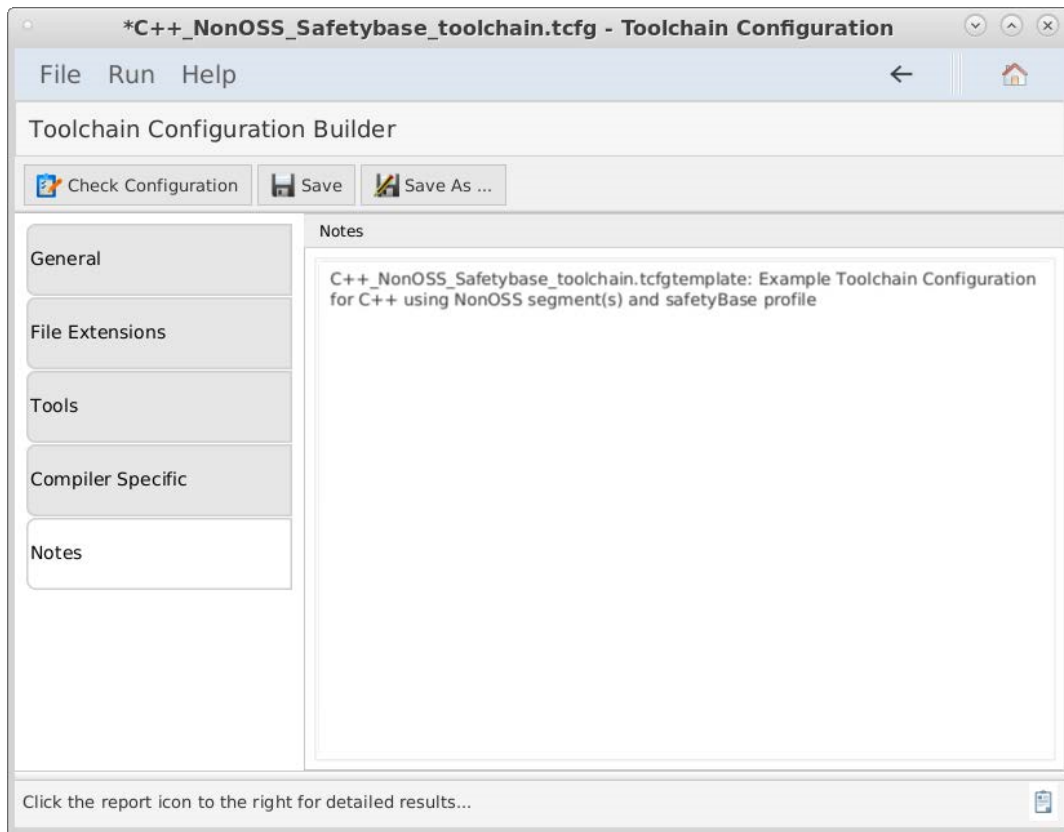 *C++_NonOSS_Safetybase_toolchain.tcfg - Toolchain Configuration
File Run Help
Toolchain Configuration Builder
Check Configuration Save Save As ...
Notes
General
File Extensions
Tools
Compiler Specific
Notes
C++_NonOSS_Safetybase_toolchain.tcfgtemplate: Example Toolchain Configuration
for C++ using NonOSS segment(s) and safetyBase profile
Click the report icon to the right for detailed results...